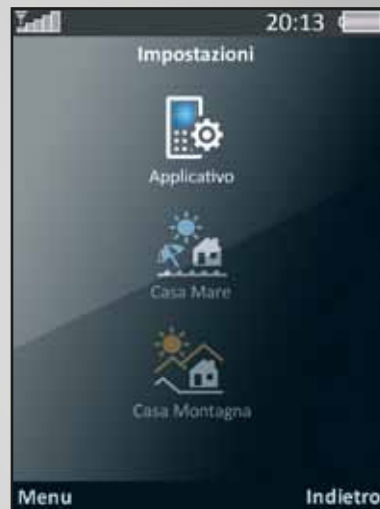 20:13
Impostazioni
Applicativo
Casa Mare
Casa Montagna
Menu Indietro